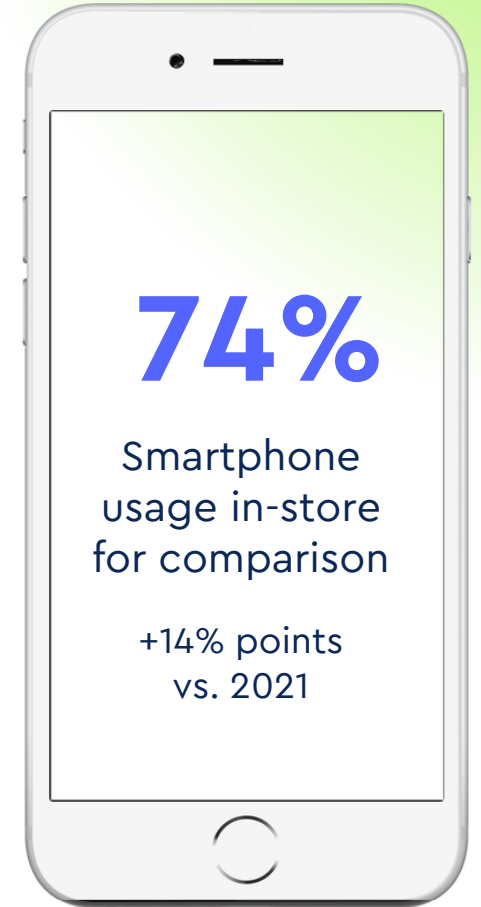 74%
Smartphone
usage in-store
for comparison
+14% points
vs. 2021